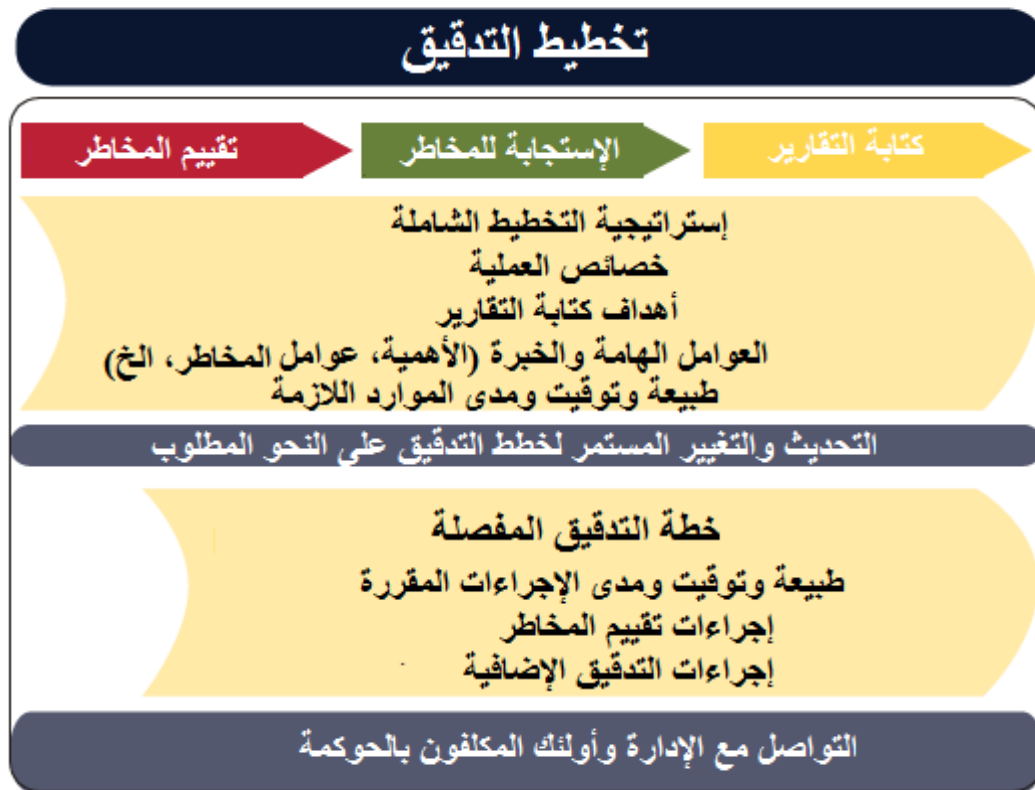 تخطيط التدقيق
تقييم المخاطر
الإستجابة للمخاطر
كتابة التقارير
إستراتيجية التخطيط الشاملة
خصائص العملية
أهداف كتابة التقارير
العوامل الهامة والخبرة (الأهمية، عوامل المخاطر، الخ)
طبيعة وتوقيت ومدى الموارد اللازمة
التحديث والتغيير المستمر لخطط التدقيق على النحو المطلوب
خطة التدقيق المفصلة
طبيعة وتوقيت ومدى الإجراءات المقررة
إجراءات تقييم المخاطر
إجراءات التدقيق الإضافية
التواصل مع الإدارة وأولئك المكلفون بالحوكمة